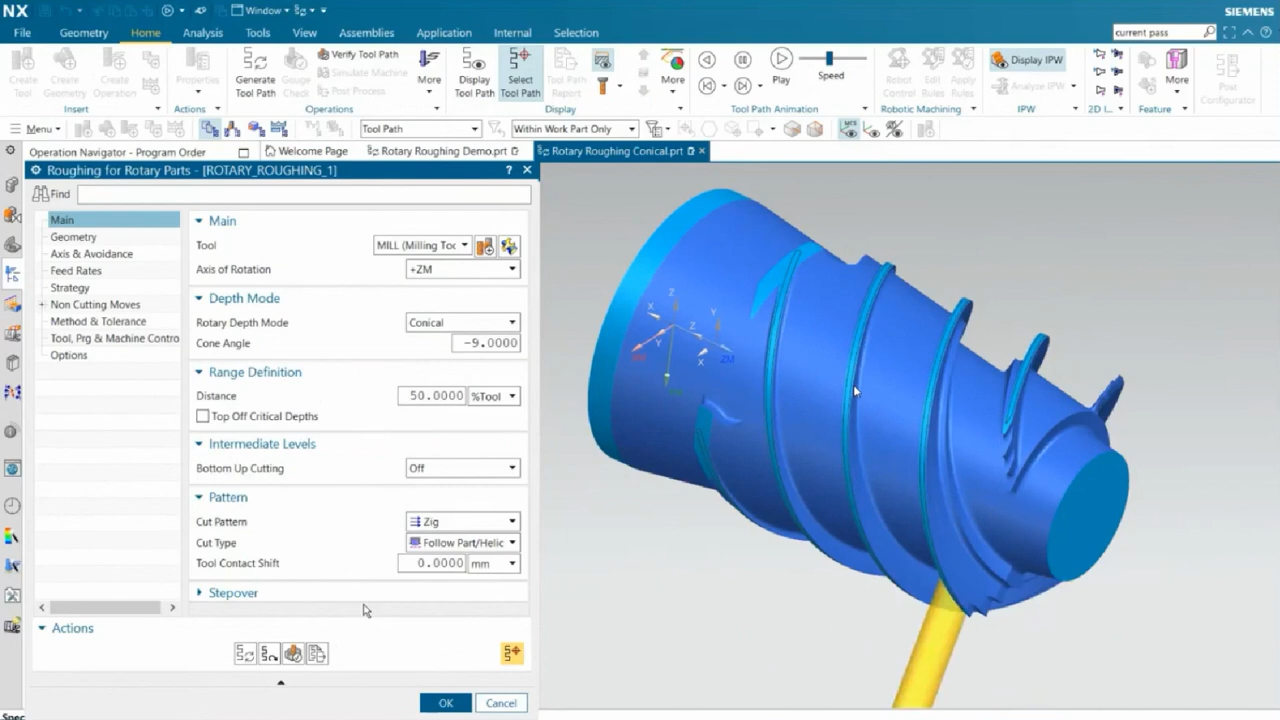 NX Window SIEMENS
File Geometry Home Analysis Tools View Assemblies Application Internal Selection current pass
Create Tool Create Geometry Create Operation Properties Generate Tool Path Gouge Check Verify Tool Path Simulate Machine Post Process More Display Tool Path Select Tool Path Tool Path Report More Play Speed Robot Control Edit Rules Apply Rules Display IPW Analyze IPW More Post Configurator
Insert Actions Operations Display Tool Path Animation Robotic Machining IPW 2D I... Feature
Menu Tool Path Within Work Part Only
Operation Navigator - Program Order Welcome Page Rotary Roughing Demo.prt Rotary Roughing Conical.prt
Roughing for Rotary Parts - [ROTARY_ROUGHING_1] ?
Find
Main
Geometry
Axis & Avoidance
Feed Rates
Strategy
Non Cutting Moves
Method & Tolerance
Tool, Prg & Machine Contro
Options
Main
Tool MILL (Milling Toc
Axis of Rotation +ZM
Depth Mode
Rotary Depth Mode Conical
Cone Angle -9.0000
Range Definition
Distance 50.0000 %Tool
Top Off Critical Depths
Intermediate Levels
Bottom Up Cutting Off
Pattern
Cut Pattern Zig
Cut Type Follow Part/Helic
Tool Contact Shift 0.0000 mm
Stepover
Actions
OK Cancel
Spec
Z
X
Y
Z
Y
X
ZM